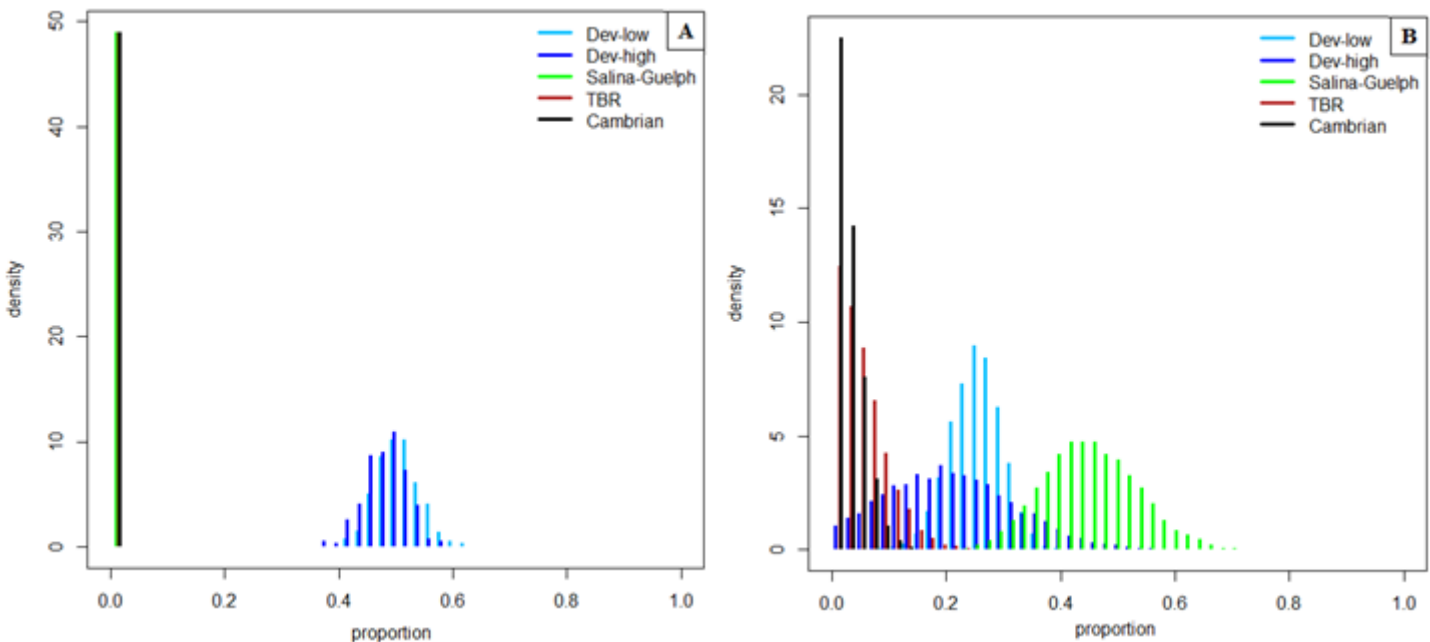 A
Dev-low
Dev-high
Salina-Guelph
TBR
Cambrian
density
50
40
30
20
10
0
0.0 0.2 0.4 0.6 0.8 1.0
proportion
B
Dev-low
Dev-high
Salina-Guelph
TBR
Cambrian
density
20
15
10
5
0
0.0 0.2 0.4 0.6 0.8 1.0
proportion